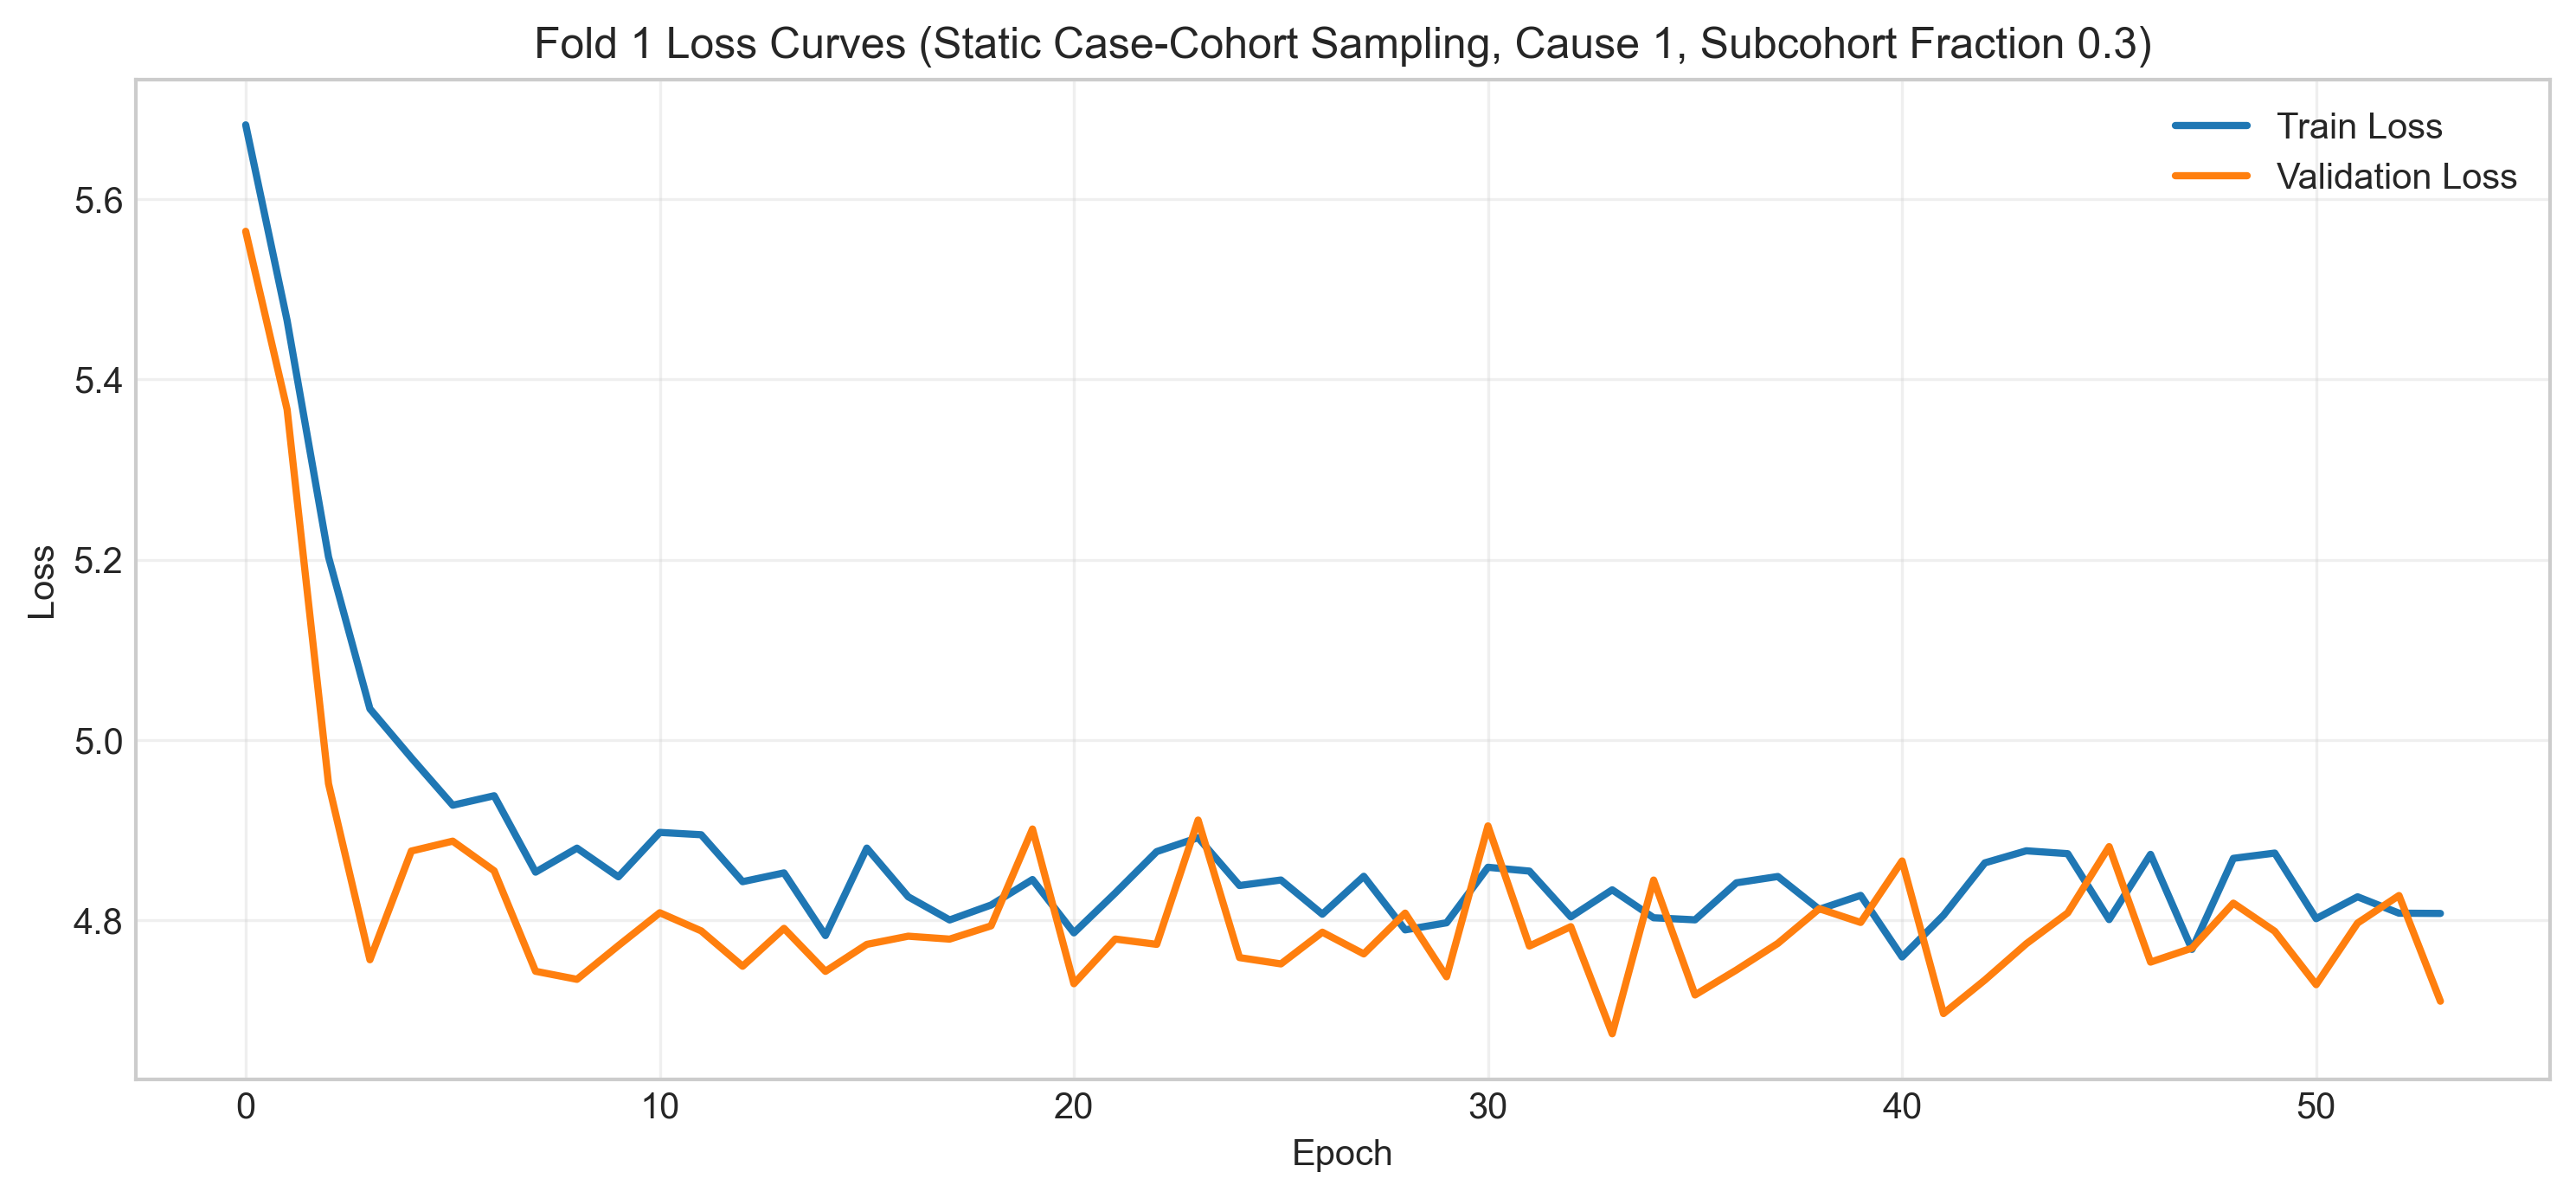 Fold 1 Loss Curves (Static Case-Cohort Sampling, Cause 1, Subcohort Fraction 0.3)
Train Loss
Validation Loss
5.6
5.4
5.2
5.0
4.8
Loss
0 10 20 30 40 50
Epoch